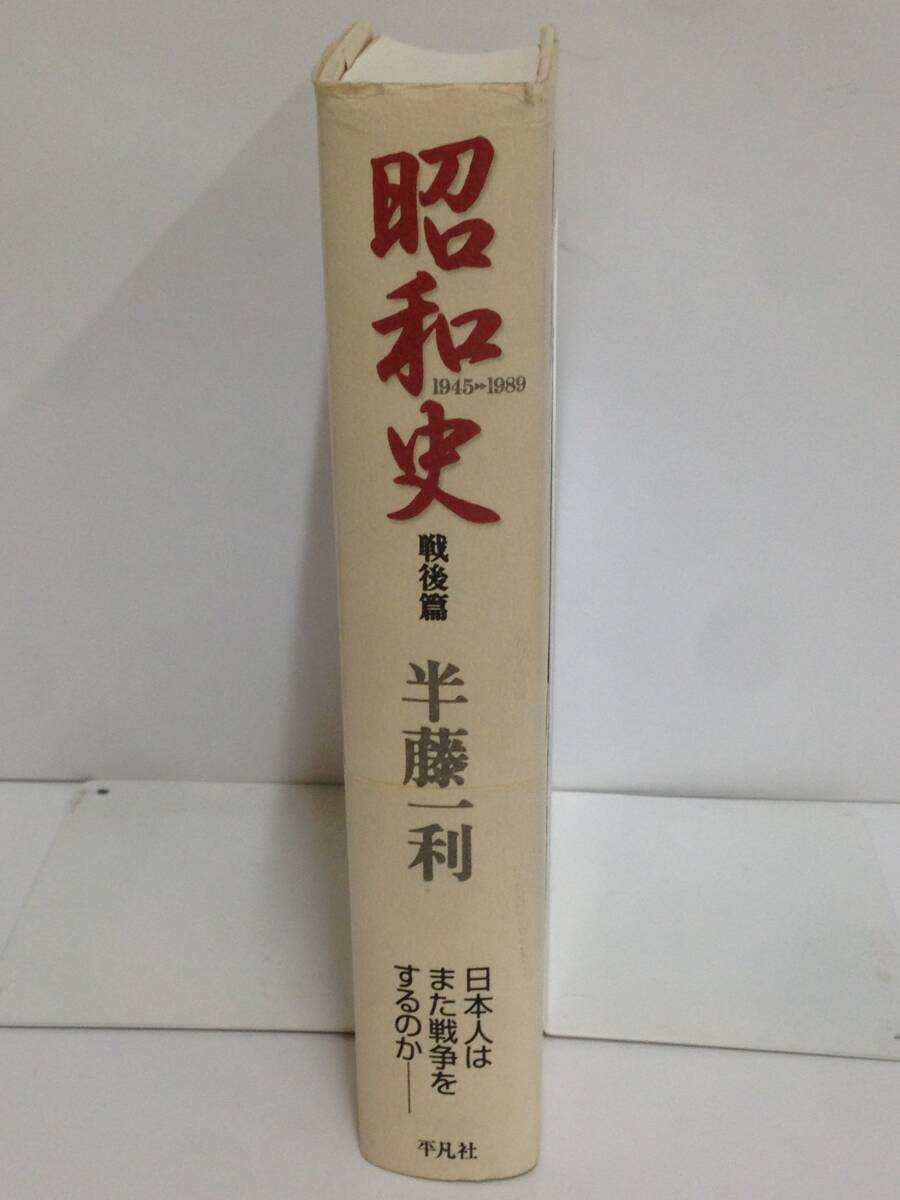 昭和史
1945▸▸1989
戦後篇
半藤一利
日本人は
また戦争を
するのか――
平凡社